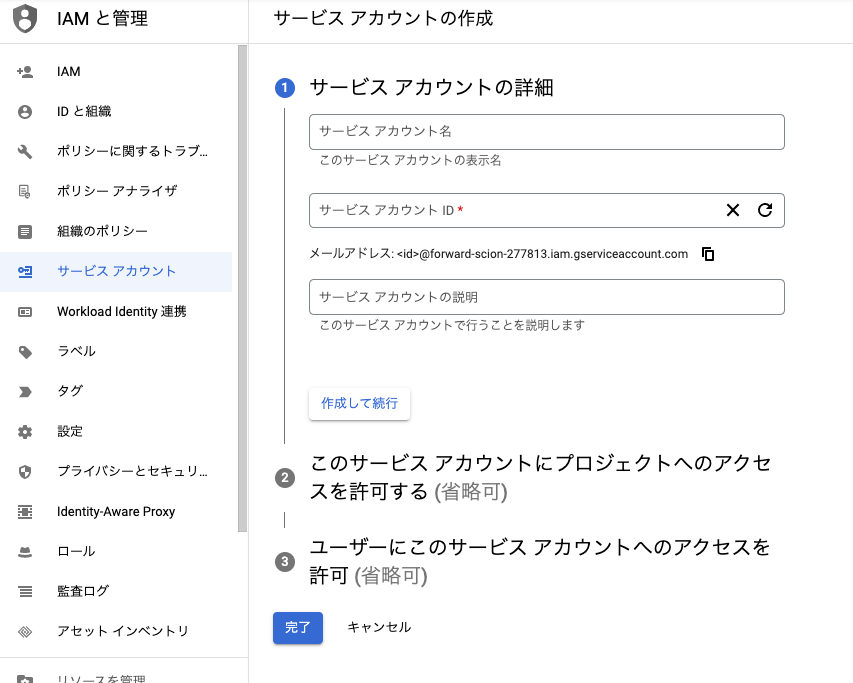 IAM と管理
サービス アカウントの作成
IAM
ID と組織
ポリシーに関するトラブ...
ポリシー アナライザ
組織のポリシー
サービス アカウント
Workload Identity 連携
ラベル
タグ
設定
プライバシーとセキュリ...
Identity-Aware Proxy
ロール
監査ログ
アセット インベントリ
リソースを管理
1 サービス アカウントの詳細
サービス アカウント名
このサービス アカウントの表示名
サービス アカウント ID *
メールアドレス: <id>@forward-scion-277813.iam.gserviceaccount.com
サービス アカウントの説明
このサービス アカウントで行うことを説明します
作成して続行
2 このサービス アカウントにプロジェクトへのアクセ
スを許可する (省略可)
3 ユーザーにこのサービス アカウントへのアクセスを
許可 (省略可)
完了
キャンセル